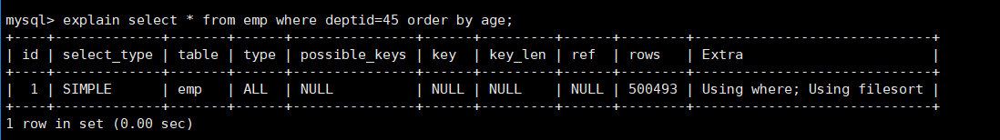 mysql> explain select * from emp where deptid=45 order by age;
+----+-------------+-------+------+---------------+------+---------+------+--------+-----------------------------+
| id | select_type | table | type | possible_keys | key | key_len | ref | rows | Extra |
+----+-------------+-------+------+---------------+------+---------+------+--------+-----------------------------+
| 1 | SIMPLE | emp | ALL | NULL | NULL | NULL | NULL | 500493 | Using where; Using filesort |
+----+-------------+-------+------+---------------+------+---------+------+--------+-----------------------------+
1 row in set (0.00 sec)